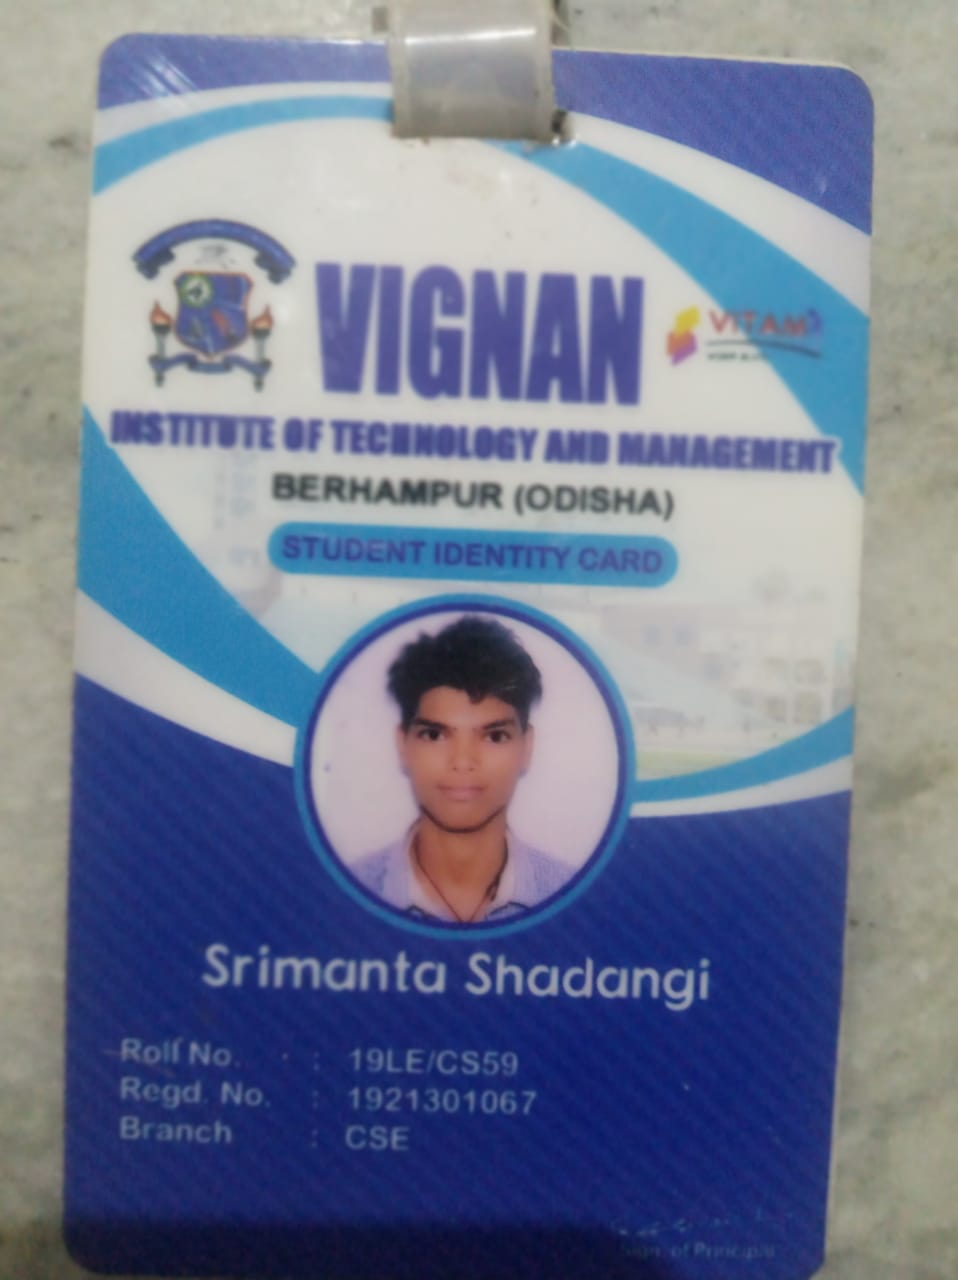 VIGNAN
VITAM
INSTITUTE OF TECHNOLOGY AND MANAGEMENT
BERHAMPUR (ODISHA)
STUDENT IDENTITY CARD
Srimanta Shadangi
Roll No. : 19LE/CS59
Regd. No. : 1921301067
Branch : CSE
Sign. of Principal